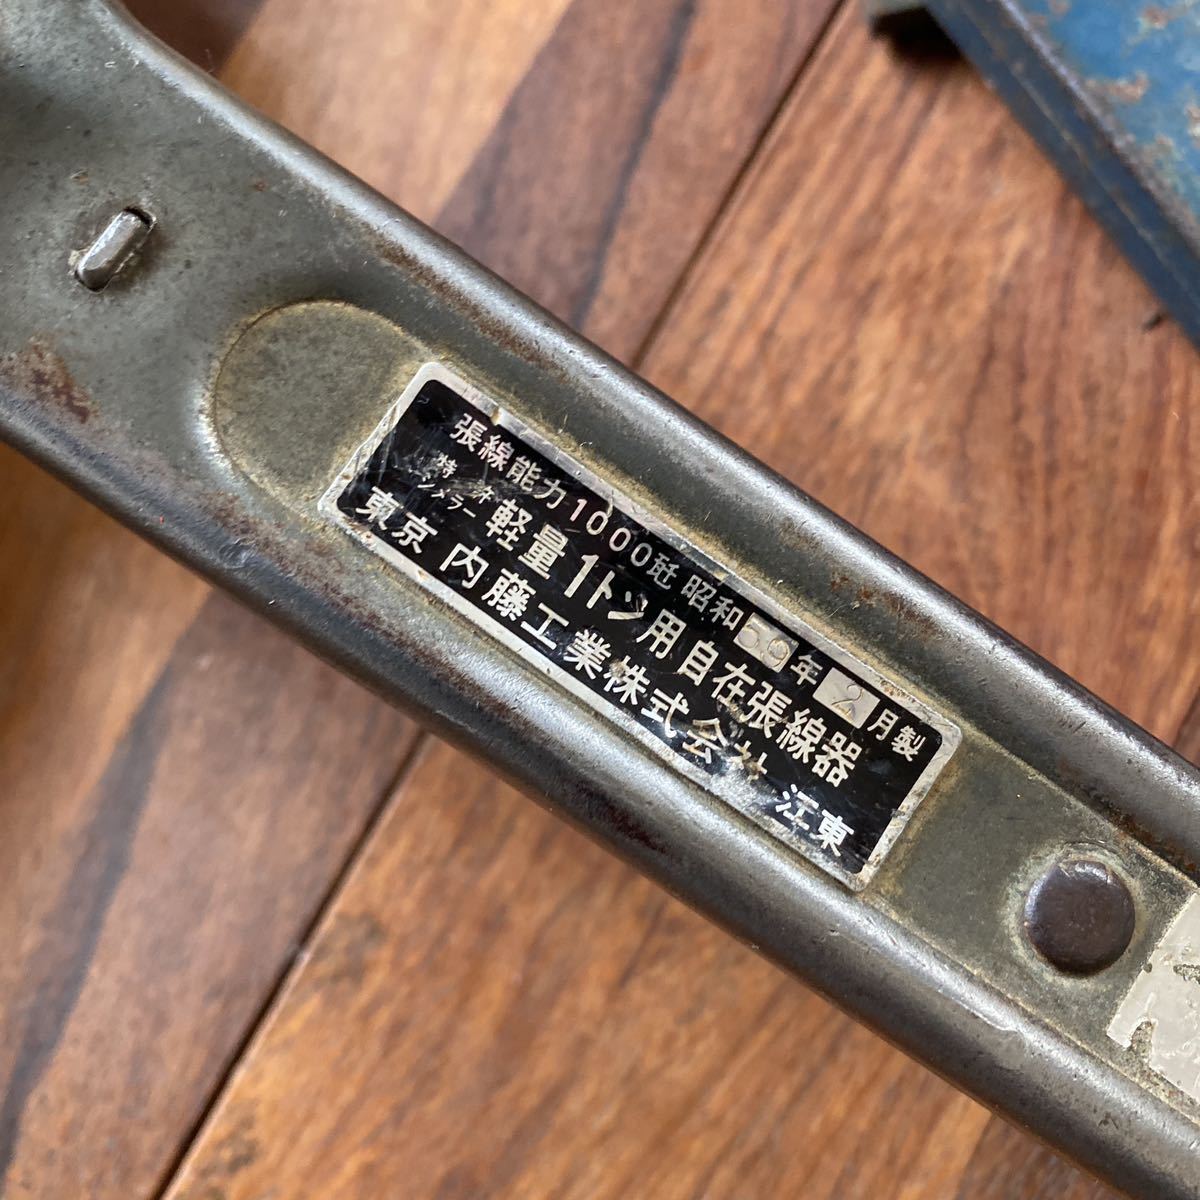 張線能力1000瓩 昭和59年2月製
特キ
シメラー 軽量1トン用自在張線器
東京 内藤工業株式会社 江東